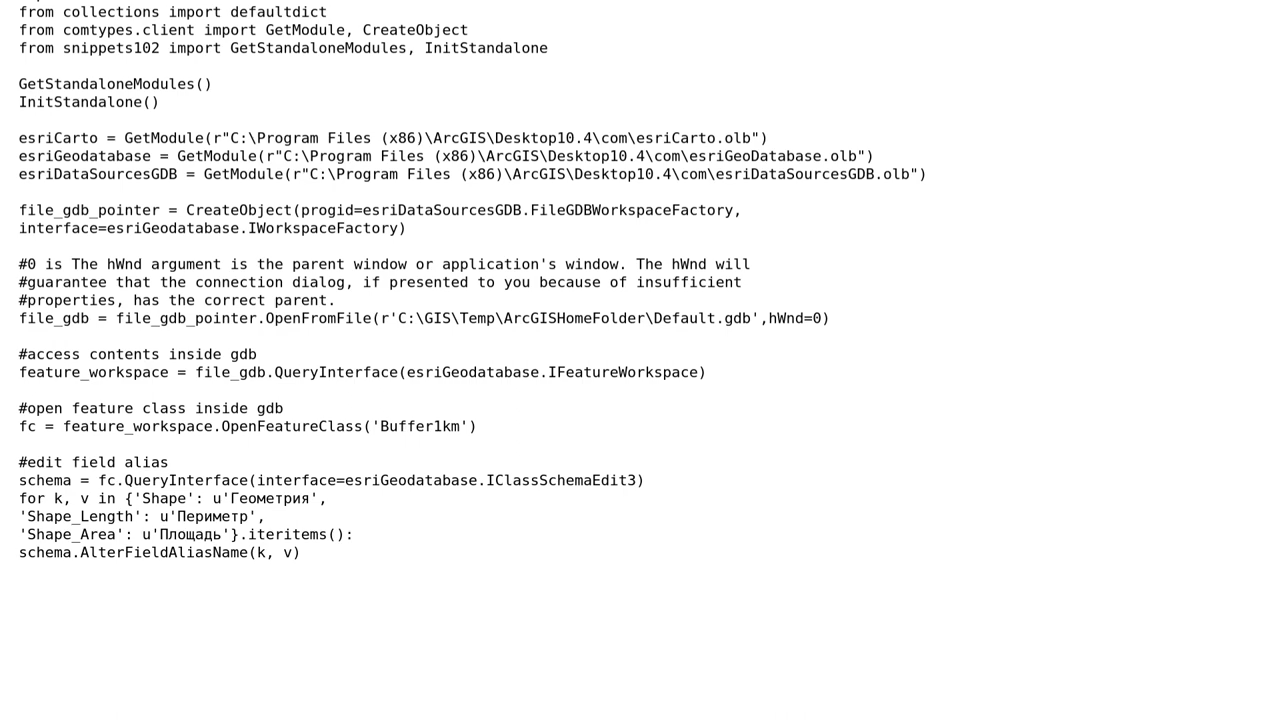 from collections import defaultdict
from comtypes.client import GetModule, CreateObject
from snippets102 import GetStandaloneModules, InitStandalone
GetStandaloneModules()
InitStandalone()
esriCarto = GetModule(r"C:\Program Files (x86)\ArcGIS\Desktop10.4\com\esriCarto.olb")
esriGeodatabase = GetModule(r"C:\Program Files (x86)\ArcGIS\Desktop10.4\com\esriGeoDatabase.olb")
esriDataSourcesGDB = GetModule(r"C:\Program Files (x86)\ArcGIS\Desktop10.4\com\esriDataSourcesGDB.olb")
file_gdb_pointer = CreateObject(progid=esriDataSourcesGDB.FileGDBWorkspaceFactory,
interface=esriGeodatabase.IWorkspaceFactory)
#0 is The hWnd argument is the parent window or application's window. The hWnd will
#guarantee that the connection dialog, if presented to you because of insufficient
#properties, has the correct parent.
file_gdb = file_gdb_pointer.OpenFromFile(r'C:\GIS\Temp\ArcGISHomeFolder\Default.gdb',hWnd=0)
#access contents inside gdb
feature_workspace = file_gdb.QueryInterface(esriGeodatabase.IFeatureWorkspace)
#open feature class inside gdb
fc = feature_workspace.OpenFeatureClass('Buffer1km')
#edit field alias
schema = fc.QueryInterface(interface=esriGeodatabase.IClassSchemaEdit3)
for k, v in {'Shape': u'Геометрия',
'Shape_Length': u'Периметр',
'Shape_Area': u'Площадь'}.iteritems():
schema.AlterFieldAliasName(k, v)